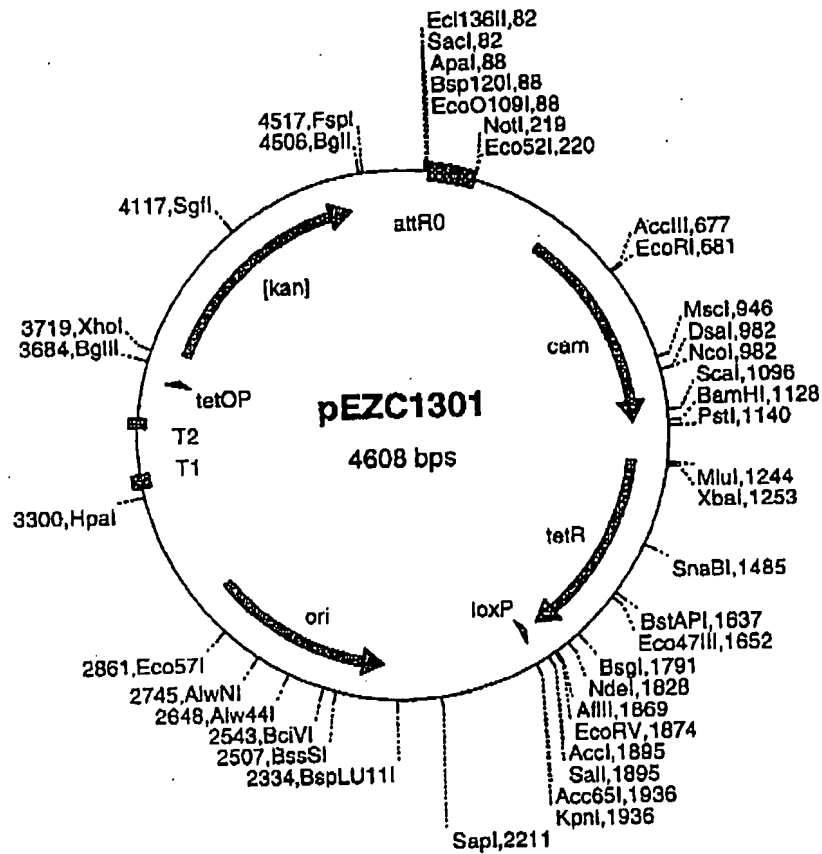 Ecl136II,82
SacI,82
ApaI,88
Bsp120I,88
EcoO109I,88
NotI,219
Eco52I,220
4517,FspI
4506,BglI
4117,SgfI
attR0
AccIII,677
EcoRI,681
[kan]
3719,XhoI
3684,BglII
cam
MscI,946
DsaI,982
NcoI,982
ScaI,1096
BamHI,1128
PstI,1140
tetOP
pEZC1301
4608 bps
T2
T1
MluI,1244
XbaI,1253
3300,HpaI
tetR
SnaBI,1485
loxP
ori
BstAPI,1637
Eco47III,1652
BsgI,1791
NdeI,1828
AflII,1869
EcoRV,1874
AccI,1895
SalI,1895
Acc65I,1936
KpnI,1936
2861,Eco57I
2745,AlwNI
2648,Alw44I
2543,BciVI
2507,BssSI
2334,BspLU11I
SapI,2211